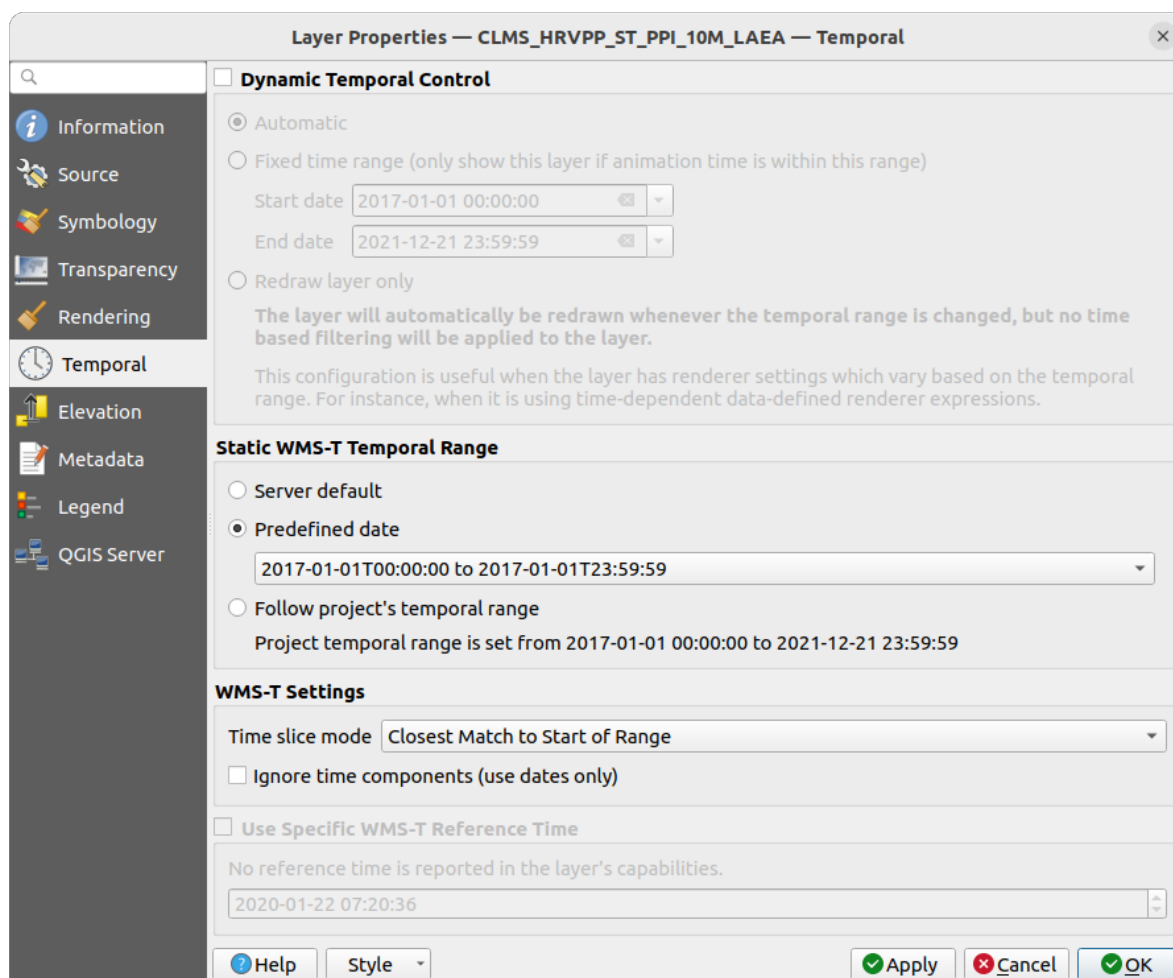 Layer Properties — CLMS_HRVPP_ST_PPI_10M_LAEA — Temporal
Information
Source
Symbology
Transparency
Rendering
Temporal
Elevation
Metadata
Legend
QGIS Server
Dynamic Temporal Control
Automatic
Fixed time range (only show this layer if animation time is within this range)
Start date 2017-01-01 00:00:00
End date 2021-12-21 23:59:59
Redraw layer only
The layer will automatically be redrawn whenever the temporal range is changed, but no time
based filtering will be applied to the layer.
This configuration is useful when the layer has renderer settings which vary based on the temporal
range. For instance, when it is using time-dependent data-defined renderer expressions.
Static WMS-T Temporal Range
Server default
Predefined date
2017-01-01T00:00:00 to 2017-01-01T23:59:59
Follow project's temporal range
Project temporal range is set from 2017-01-01 00:00:00 to 2021-12-21 23:59:59
WMS-T Settings
Time slice mode Closest Match to Start of Range
Ignore time components (use dates only)
Use Specific WMS-T Reference Time
No reference time is reported in the layer's capabilities.
2020-01-22 07:20:36
Help Style Apply Cancel OK